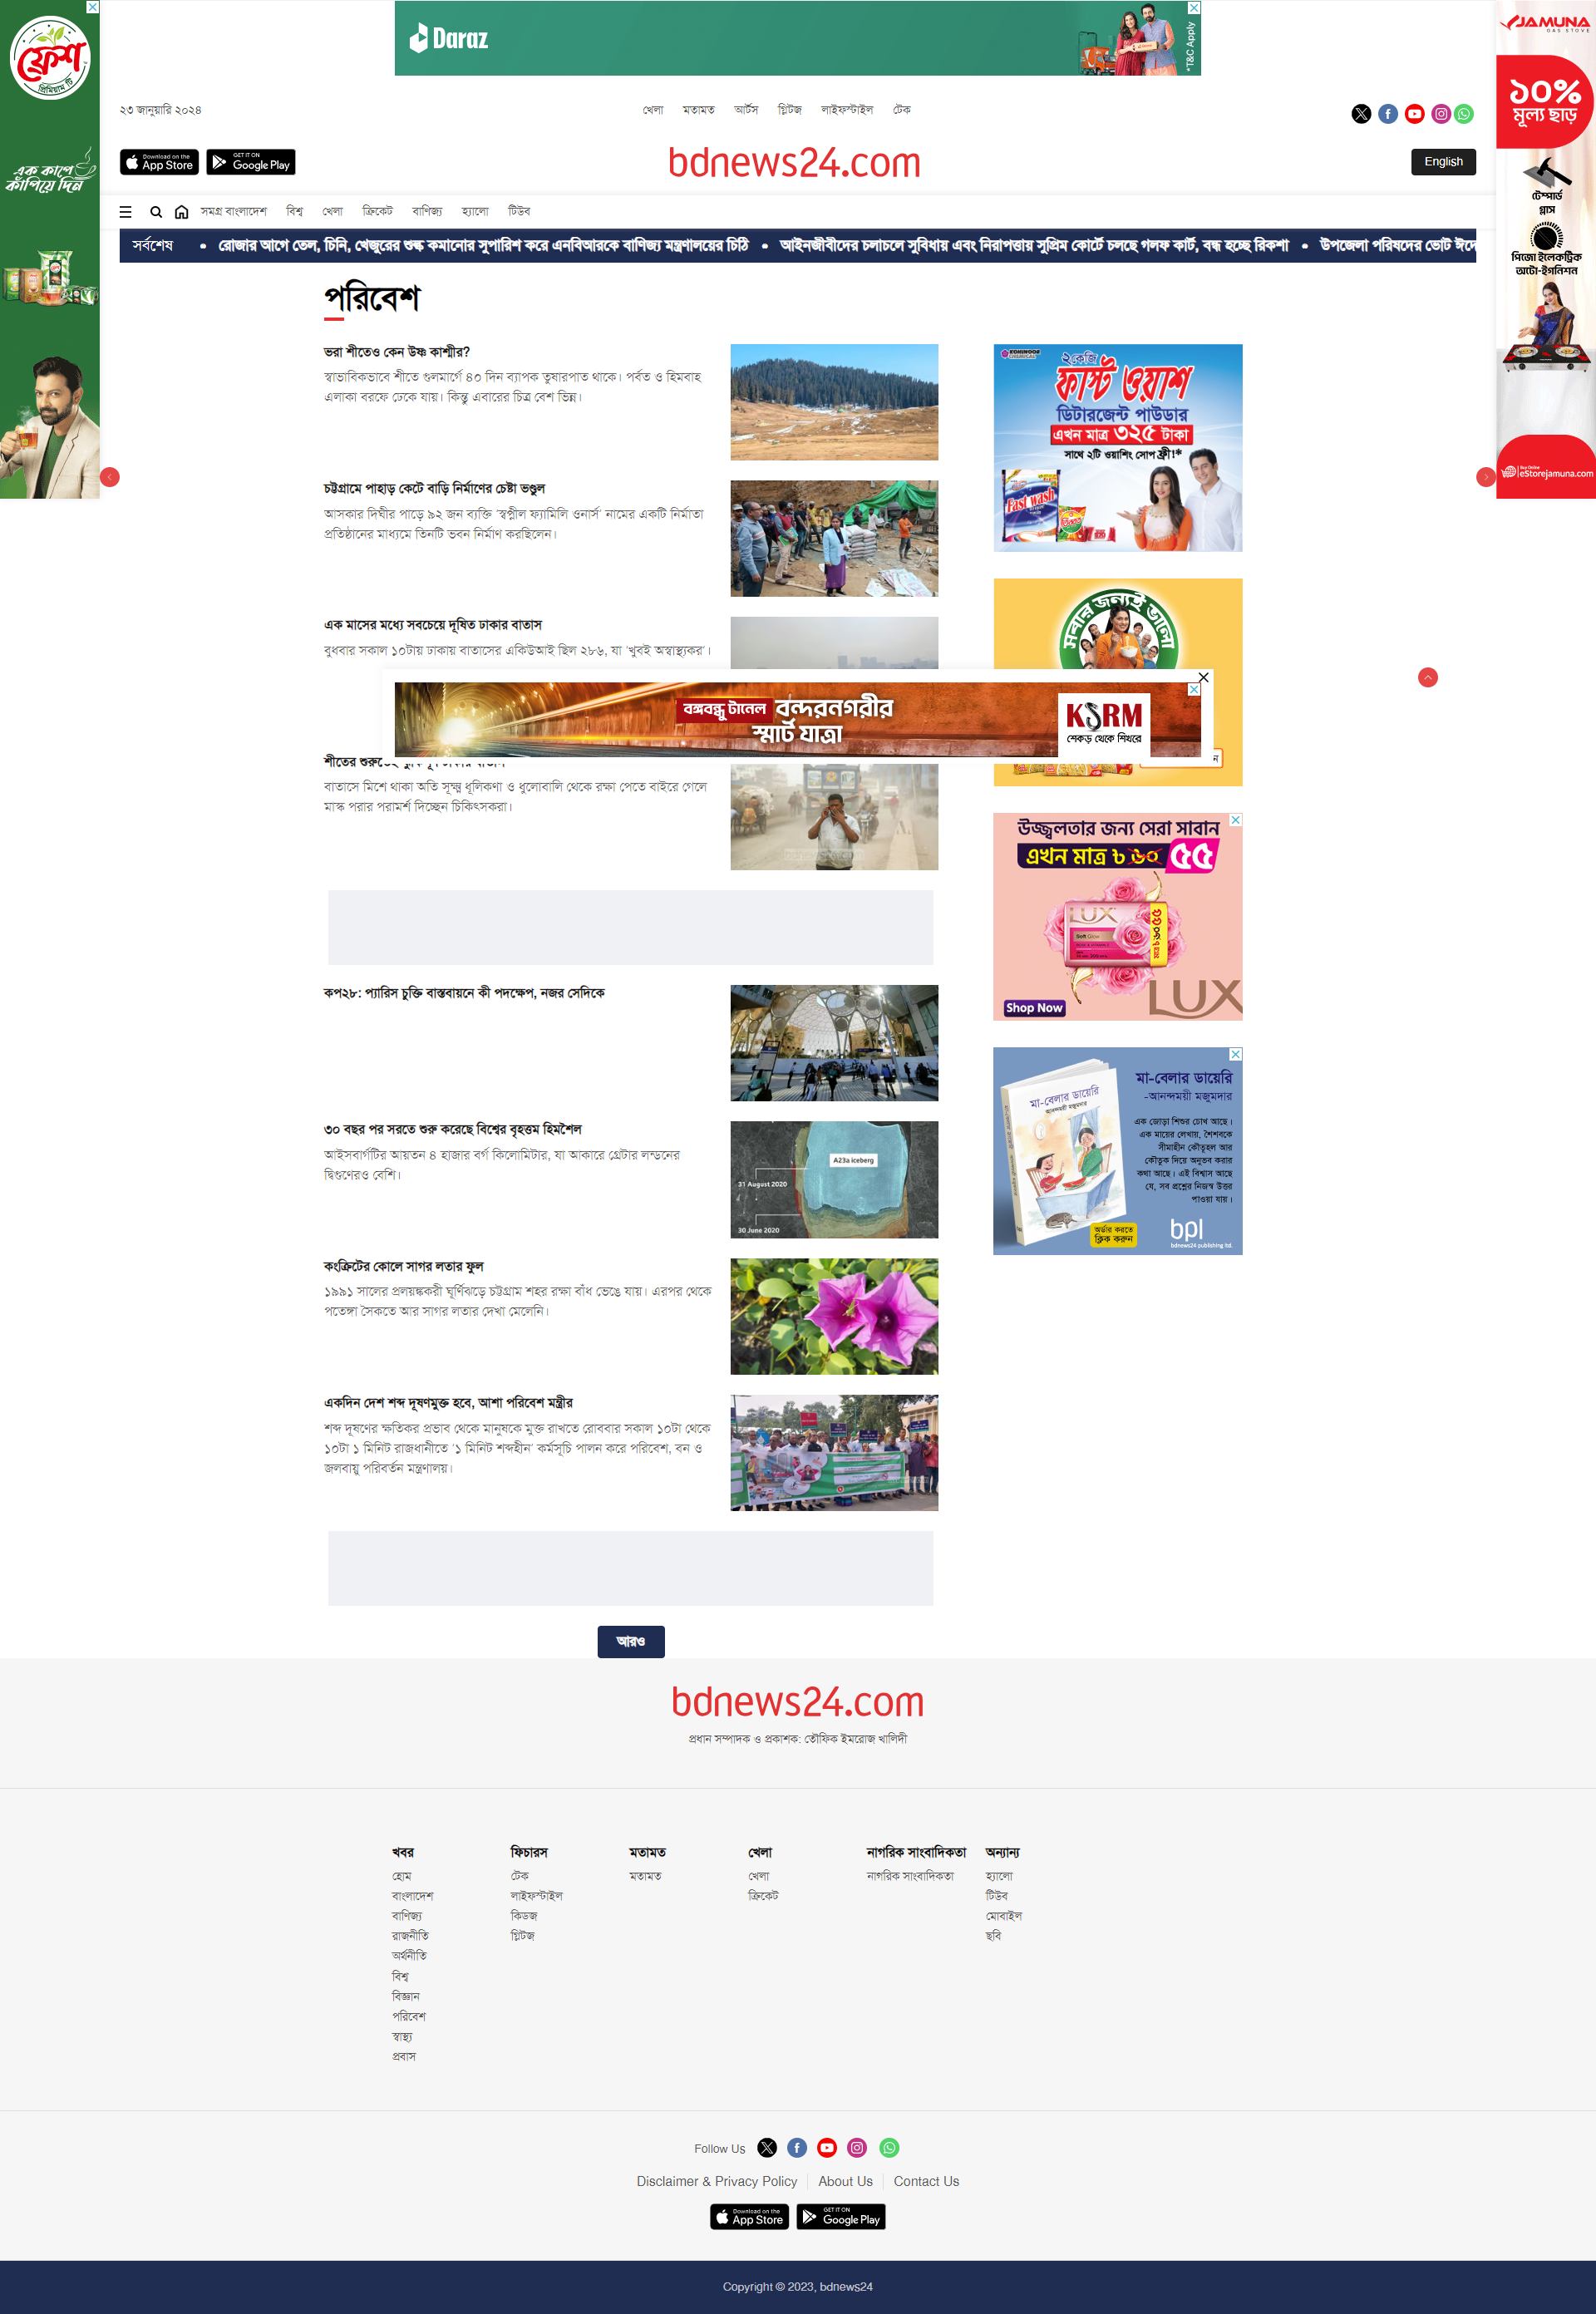 ফ্রেশ
প্রিমিয়াম টি
এক কাপে
কাঁপিয়ে দিন
Daraz
*T&C Apply
JAMUNA
GAS STOVE
১০%
মূল্য ছাড়
টেম্পার্ড
গ্লাস
পিজো ইলেকট্রিক
অটো-ইগনিশন
Buy Online
eStorejamuna.com
২৩ জানুয়ারি ২০২৪
খেলা মতামত আর্টস গ্লিটজ লাইফস্টাইল টেক
Download on the
App Store
GET IT ON
Google Play
bdnews24.com
English
সমগ্র বাংলাদেশ বিশ্ব খেলা ক্রিকেট বাণিজ্য হ্যালো টিউব
সর্বশেষ • রোজার আগে তেল, চিনি, খেজুরের শুল্ক কমানোর সুপারিশ করে এনবিআরকে বাণিজ্য মন্ত্রণালয়ের চিঠি • আইনজীবীদের চলাচলে সুবিধায় এবং নিরাপত্তায় সুপ্রিম কোর্টে চলছে গলফ কার্ট, বন্ধ হচ্ছে রিকশা • উপজেলা পরিষদের ভোট ঈদে
পরিবেশ
ভরা শীতেও কেন উষ্ণ কাশ্মীর?
স্বাভাবিকভাবে শীতে গুলমার্গে ৪০ দিন ব্যাপক তুষারপাত থাকে। পর্বত ও হিমবাহ
এলাকা বরফে ঢেকে যায়। কিন্তু এবারের চিত্র বেশ ভিন্ন।
চট্টগ্রামে পাহাড় কেটে বাড়ি নির্মাণের চেষ্টা ভণ্ডুল
আসকার দিঘীর পাড়ে ৯২ জন ব্যক্তি 'স্বপ্নীল ফ্যামিলি ওনার্স' নামের একটি নির্মাতা
প্রতিষ্ঠানের মাধ্যমে তিনটি ভবন নির্মাণ করছিলেন।
এক মাসের মধ্যে সবচেয়ে দূষিত ঢাকার বাতাস
বুধবার সকাল ১০টায় ঢাকায় বাতাসের একিউআই ছিল ২৮৬, যা 'খুবই অস্বাস্থ্যকর'।
বঙ্গবন্ধু টানেল বন্দরনগরীর
স্মার্ট যাত্রা
KSRM
শেকড় থেকে শিখরে
শীতের
বাতাসে মিশে থাকা অতি সূক্ষ্ম ধূলিকণা ও ধুলোবালি থেকে রক্ষা পেতে বাইরে গেলে
মাস্ক পরার পরামর্শ দিচ্ছেন চিকিৎসকরা।
কপ২৮: প্যারিস চুক্তি বাস্তবায়নে কী পদক্ষেপ, নজর সেদিকে
৩০ বছর পর সরতে শুরু করেছে বিশ্বের বৃহত্তম হিমশৈল
আইসবার্গটির আয়তন ৪ হাজার বর্গ কিলোমিটার, যা আকারে গ্রেটার লন্ডনের
দ্বিগুণেরও বেশি।
A23a iceberg
31 August 2020
30 June 2020
কংক্রিটের কোলে সাগর লতার ফুল
১৯৯১ সালের প্রলয়ঙ্করী ঘূর্ণিঝড়ে চট্টগ্রাম শহর রক্ষা বাঁধ ভেঙে যায়। এরপর থেকে
পতেঙ্গা সৈকতে আর সাগর লতার দেখা মেলেনি।
একদিন দেশ শব্দ দূষণমুক্ত হবে, আশা পরিবেশ মন্ত্রীর
শব্দ দূষণের ক্ষতিকর প্রভাব থেকে মানুষকে মুক্ত রাখতে রোববার সকাল ১০টা থেকে
১০টা ১ মিনিট রাজধানীতে '১ মিনিট শব্দহীন' কর্মসূচি পালন করে পরিবেশ, বন ও
জলবায়ু পরিবর্তন মন্ত্রণালয়।
আরও
KOHINOOR
CHEMICAL
২ কেজি
ফাস্ট ওয়াশ
ডিটারজেন্ট পাউডার
এখন মাত্র ৩২৫ টাকা
সাথে ২টি ওয়াশিং সোপ ফ্রী!*
Fast wash
সবার জন্যই ভালো
উজ্জ্বলতার জন্য সেরা সাবান
এখন মাত্র ৳ ৬০ ৫৫
LUX
Soft Glow
LUX
Shop Now
মা-বেলার ডায়েরি
আনন্দময়ী মজুমদার
মা-বেলার ডায়েরি
-আনন্দময়ী মজুমদার
এক জোড়া শিশুর চোখ আছে।
এক মায়ের লেখায়, শৈশবকে
সীমাহীন কৌতূহল আর
কৌতুক দিয়ে অনুভব করার
কথা আছে। এই বিশ্বাস আছে
যে, সব প্রশ্নের নিজস্ব উত্তর
পাওয়া যায়।
অর্ডার করতে
ক্লিক করুন
bpl
bdnews24 publishing ltd.
bdnews24.com
প্রধান সম্পাদক ও প্রকাশক: তৌফিক ইমরোজ খালিদী
খবর
হোম
বাংলাদেশ
বাণিজ্য
রাজনীতি
অর্থনীতি
বিশ্ব
বিজ্ঞান
পরিবেশ
স্বাস্থ্য
প্রবাস
ফিচারস
টেক
লাইফস্টাইল
কিডজ
গ্লিটজ
মতামত
মতামত
খেলা
খেলা
ক্রিকেট
নাগরিক সাংবাদিকতা
নাগরিক সাংবাদিকতা
অন্যান্য
হ্যালো
টিউব
মোবাইল
ছবি
Follow Us
Disclaimer & Privacy Policy About Us Contact Us
Download on the
App Store
GET IT ON
Google Play
Copyright © 2023, bdnews24